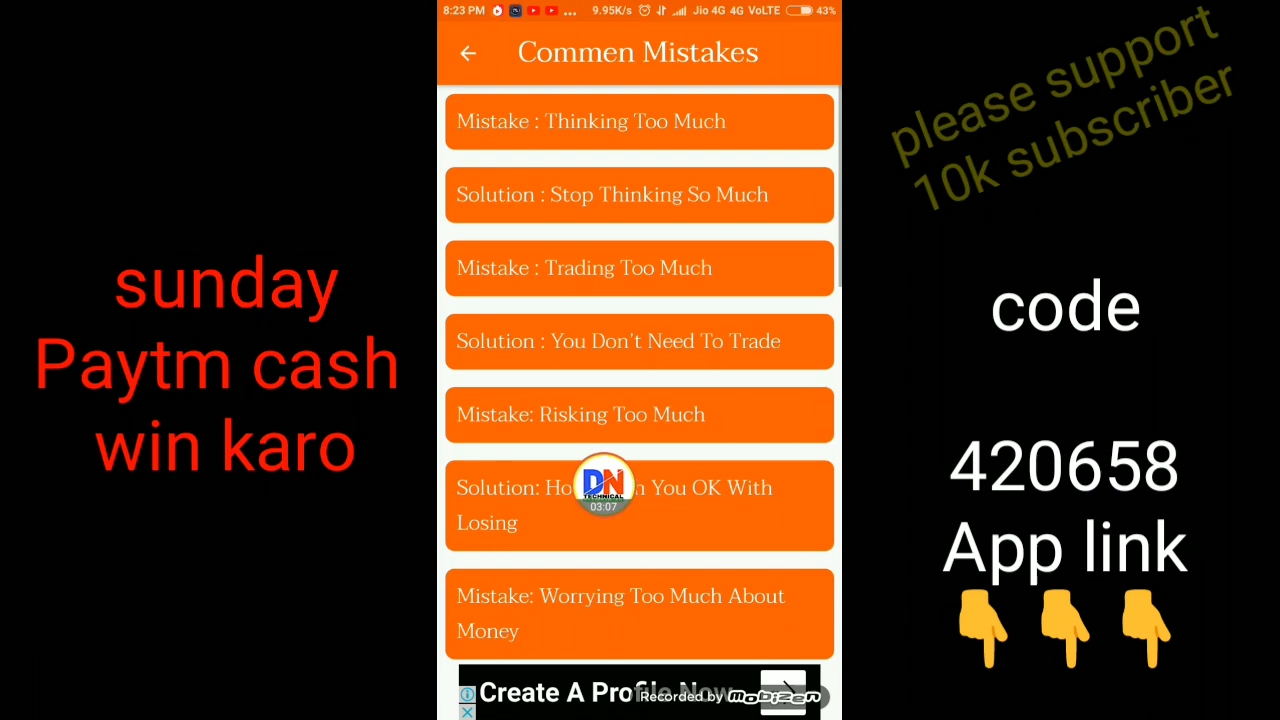 8:23 PM ... 9.95K/s Jio 4G 4G VoLTE 43%
Commen Mistakes
Mistake : Thinking Too Much
Solution : Stop Thinking So Much
Mistake : Trading Too Much
Solution : You Don't Need To Trade
Mistake: Risking Too Much
Solution: You OK With
Losing
Mistake: Worrying Too Much About
Money
DN
TECHNICAL
03:07
Create A Profile Now
Recorded by mobizen
sunday
Paytm cash
win karo
please support
10k subscriber
code
420658
App link